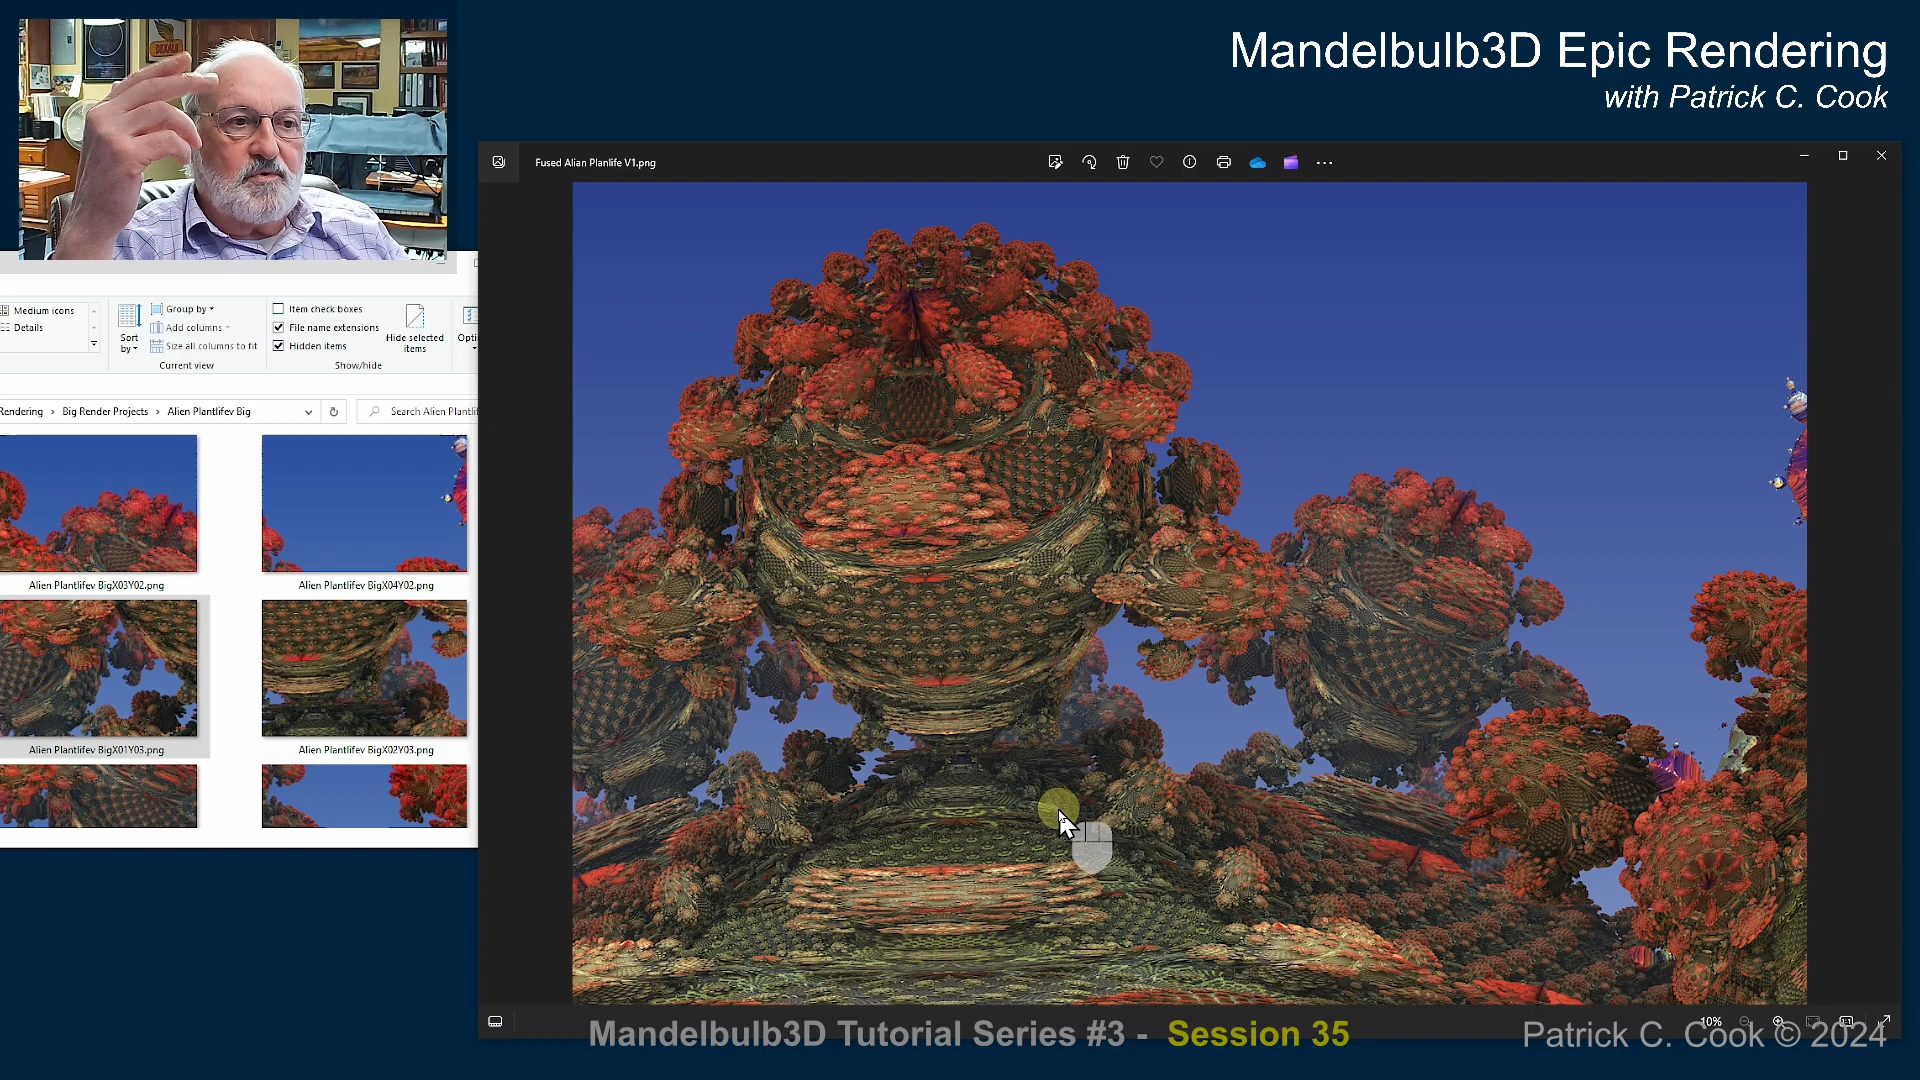 Mandelbulb3D Epic Rendering
with Patrick C. Cook
Fused Alian Planlife V1.png
Medium icons
Details
Sort by
Group by
Add columns
Size all columns to fit
Current view
Item check boxes
File name extensions
Hidden items
Show/hide
Hide selected items
Rendering > Big Render Projects > Alien Plantlifev Big
Search Alien
Alien Plantlifev BigX03Y02.png
Alien Plantlifev BigX04Y02.png
Alien Plantlifev BigX01Y03.png
Alien Plantlifev BigX02Y03.png
10%
Mandelbulb3D Tutorial Series #3 - Session 35
Patrick C. Cook © 2024